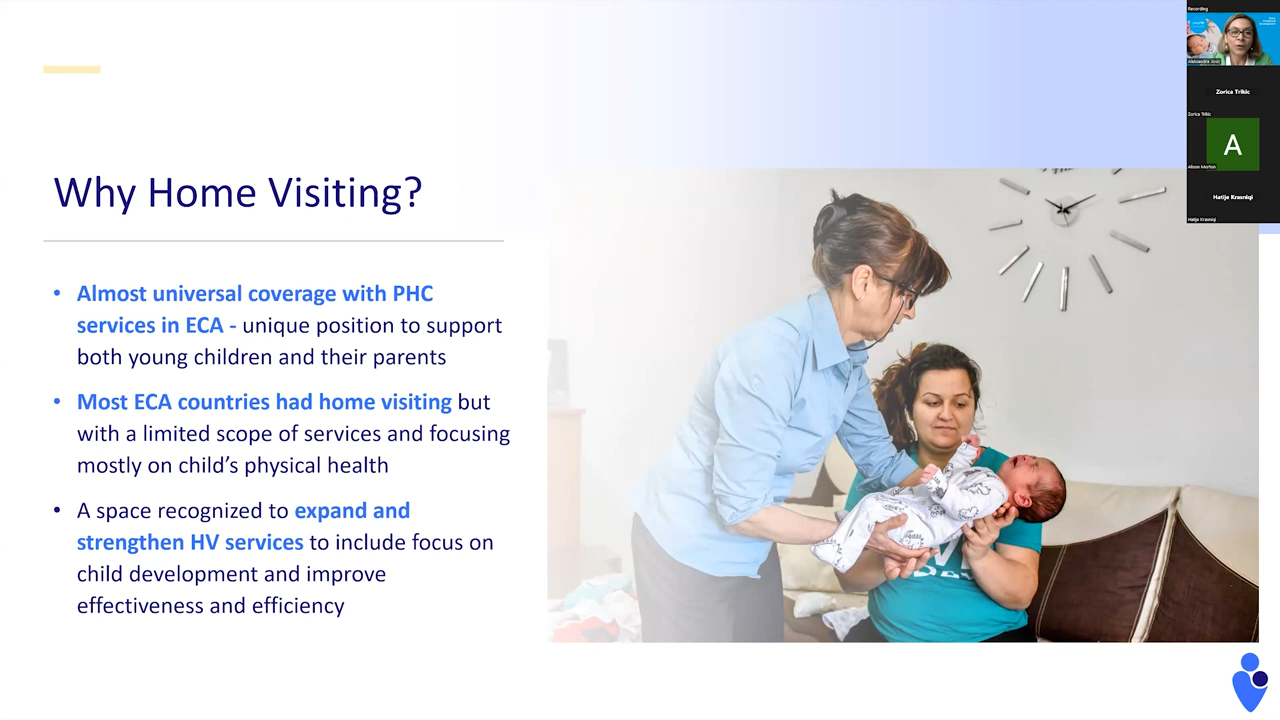 Why Home Visiting?
• Almost universal coverage with PHC
services in ECA - unique position to support
both young children and their parents
• Most ECA countries had home visiting but
with a limited scope of services and focusing
mostly on child's physical health
• A space recognized to expand and
strengthen HV services to include focus on
child development and improve
effectiveness and efficiency
Recording
Aleksandra Jovic
Zorica Trikic
Zorica Trikic
A
Alison Morton
Hatije Krasniqi
Hatije Krasniqi